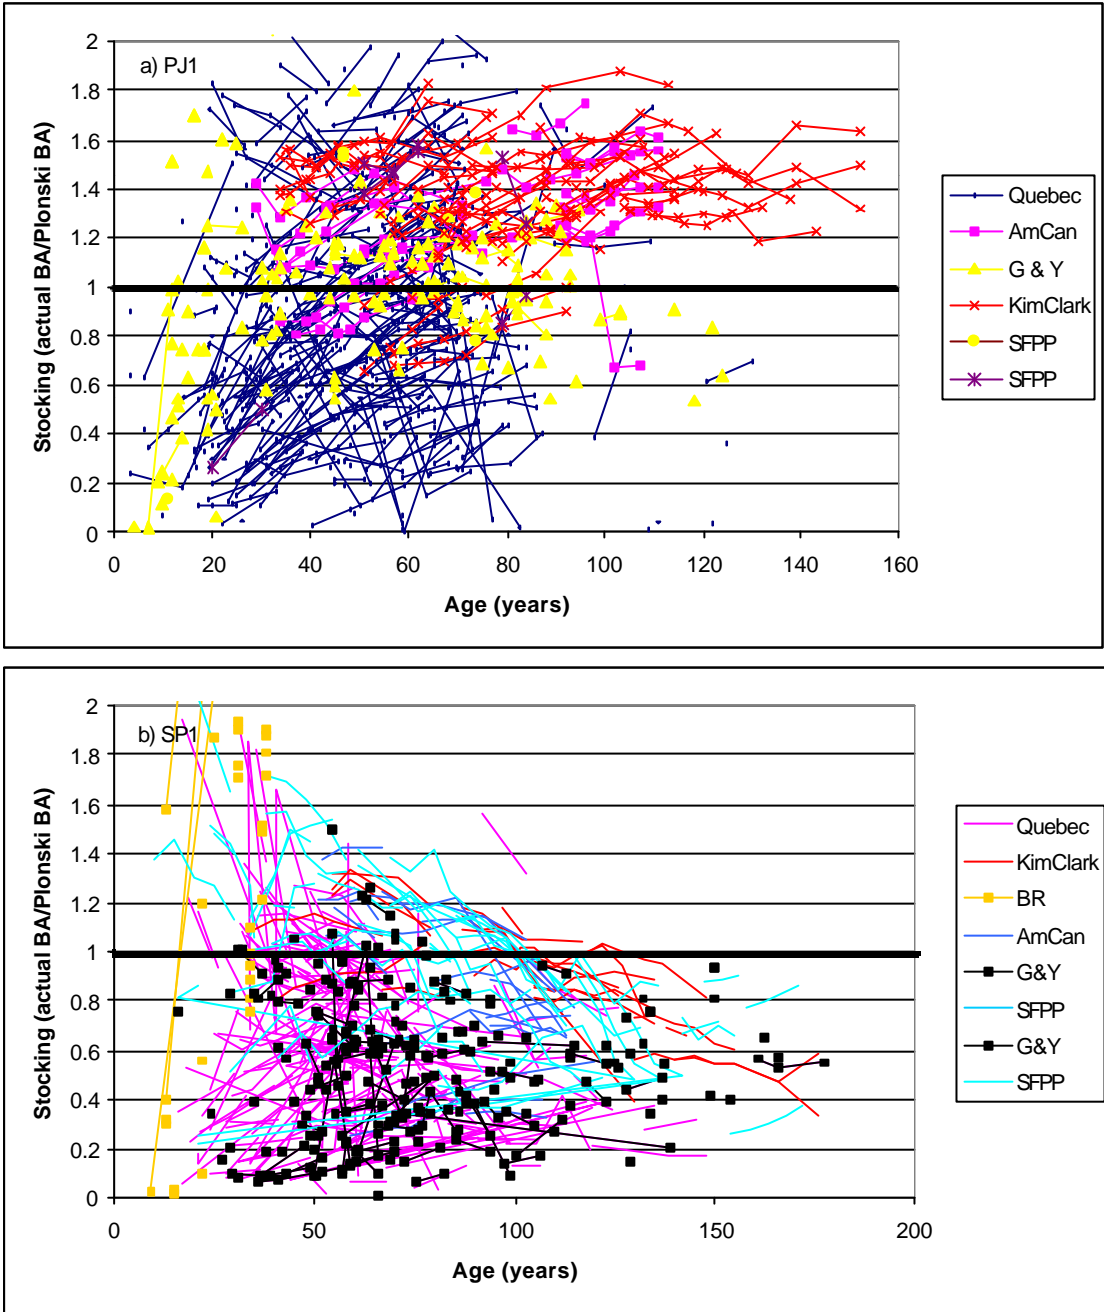 a) PJ1
Stocking (actual BA/Plonski BA)
2
1.8
1.6
1.4
1.2
1
0.8
0.6
0.4
0.2
0
0 20 40 60 80 100 120 140 160
Age (years)
Quebec
AmCan
G & Y
KimClark
SFPP
SFPP
b) SP1
Stocking (actual BA/Plonski BA)
2
1.8
1.6
1.4
1.2
1
0.8
0.6
0.4
0.2
0
0 50 100 150 200
Age (years)
Quebec
KimClark
BR
AmCan
G&Y
SFPP
G&Y
SFPP